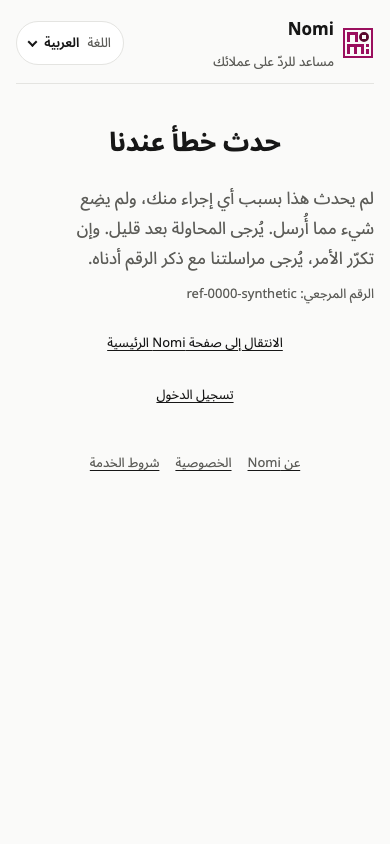 Nomi
مساعد للردّ على عملائك
اللغة العربية
حدث خطأ عندنا
لم يحدث هذا بسبب أي إجراء منك، ولم يضِع
شيء مما أُرسل. يُرجى المحاولة بعد قليل. وإن
تكرّر الأمر، يُرجى مراسلتنا مع ذكر الرقم أدناه.
الرقم المرجعي: ref-0000-synthetic
الانتقال إلى صفحة Nomi الرئيسية
تسجيل الدخول
عن Nomi الخصوصية شروط الخدمة